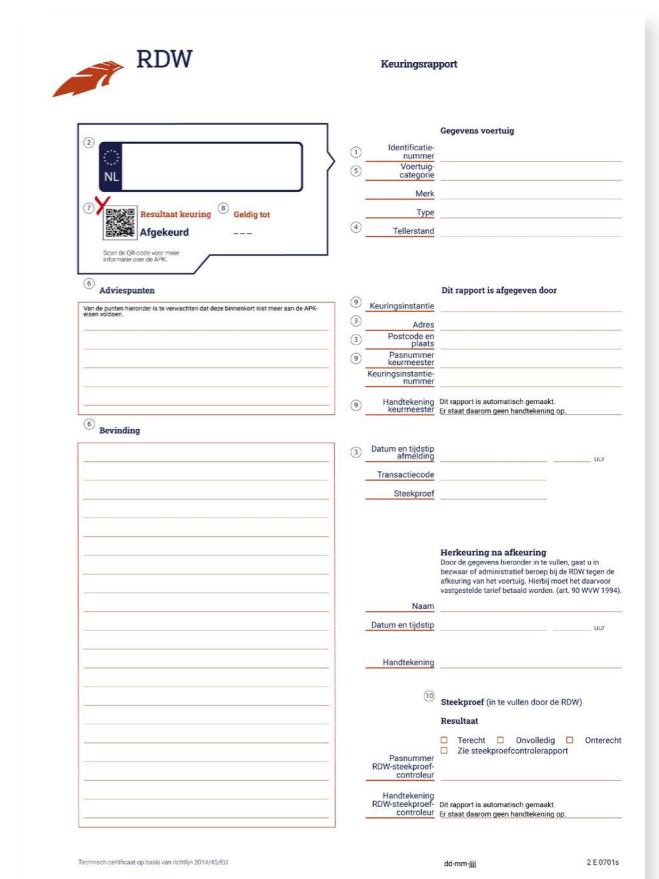 RDW
Keuringsrapport
2
NL
7
Resultaat keuring
8
Geldig tot
Afgekeurd
---
Scan de QR-code voor meer
informatie over de APK.
Gegevens voertuig
1
Identificatie-
nummer
5
Voertuig-
categorie
Merk
Type
4
Tellerstand
6
Adviespunten
Van de punten hieronder is te verwachten dat deze binnenkort niet meer aan de APK-
eisen voldoen.
Dit rapport is afgegeven door
9
Keuringsinstantie
3
Adres
3
Postcode en
plaats
9
Pasnummer
keurmeester
Keuringsinstantie-
nummer
9
Handtekening
keurmeester
Dit rapport is automatisch gemaakt.
Er staat daarom geen handtekening op.
6
Bevinding
3
Datum en tijdstip
afmelding
uur
Transactiecode
Steekproef
Herkeuring na afkeuring
Door de gegevens hieronder in te vullen, gaat u in
bezwaar of administratief beroep bij de RDW tegen de
afkeuring van het voertuig. Hierbij moet het daarvoor
vastgestelde tarief betaald worden. (art. 90 WVW 1994).
Naam
Datum en tijdstip
uur
Handtekening
10
Steekproef (in te vullen door de RDW)
Resultaat
Terecht Onvolledig Onterecht
Zie steekproefcontrolerapport
Pasnummer
RDW-steekproef-
controleur
Handtekening
RDW-steekproef-
controleur
Dit rapport is automatisch gemaakt.
Er staat daarom geen handtekening op.
Technisch certificaat op basis van richtlijn 2014/45/EU
dd-mm-jjjj
2 E 0701s